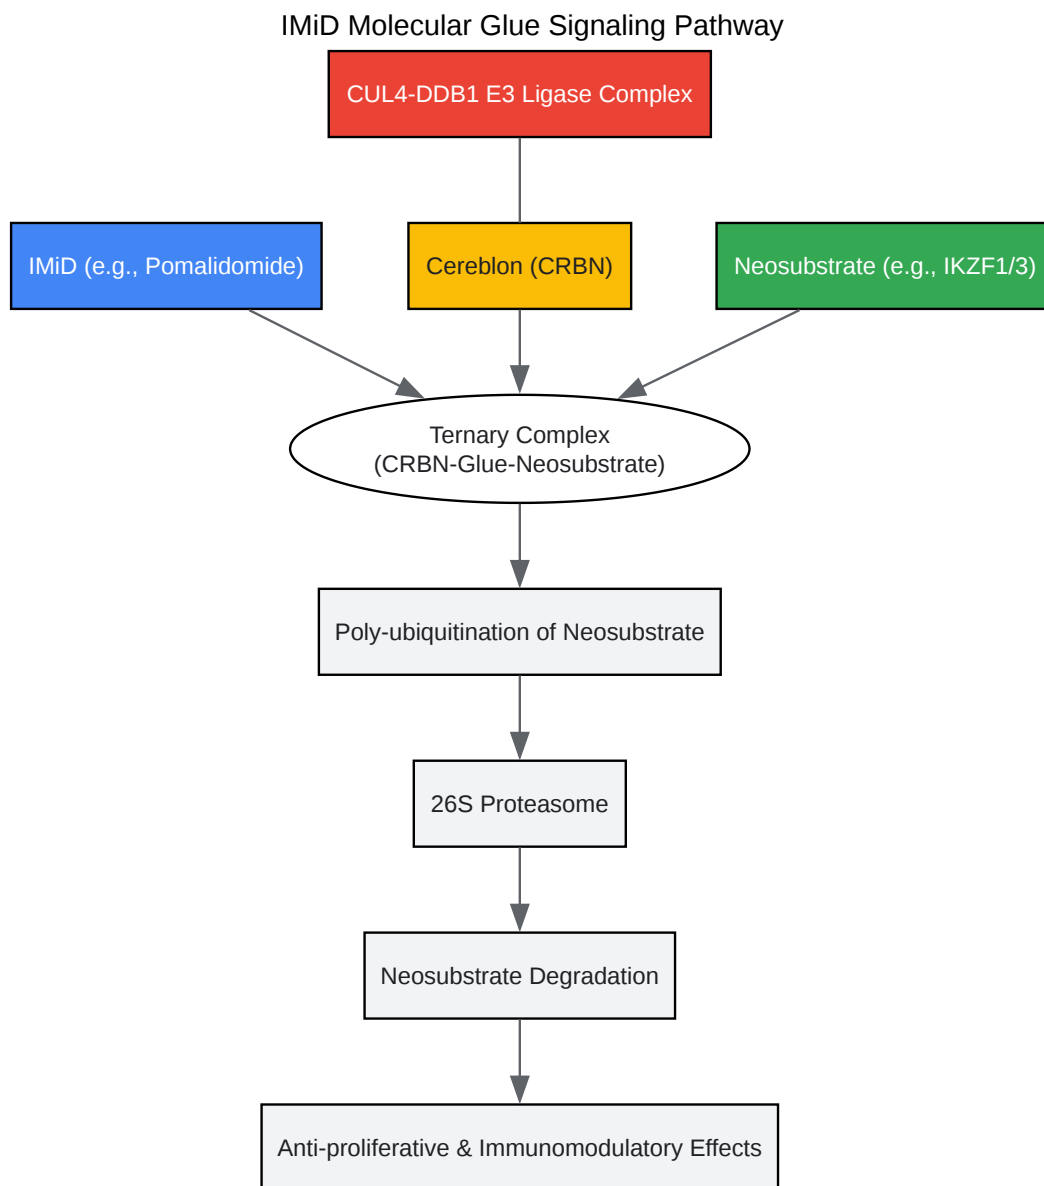 IMiD Molecular Glue Signaling Pathway
CUL4-DDB1 E3 Ligase Complex
IMiD (e.g., Pomalidomide)
Cereblon (CRBN)
Neosubstrate (e.g., IKZF1/3)
Ternary Complex
(CRBN-Glue-Neosubstrate)
Poly-ubiquitination of Neosubstrate
26S Proteasome
Neosubstrate Degradation
Anti-proliferative & Immunomodulatory Effects